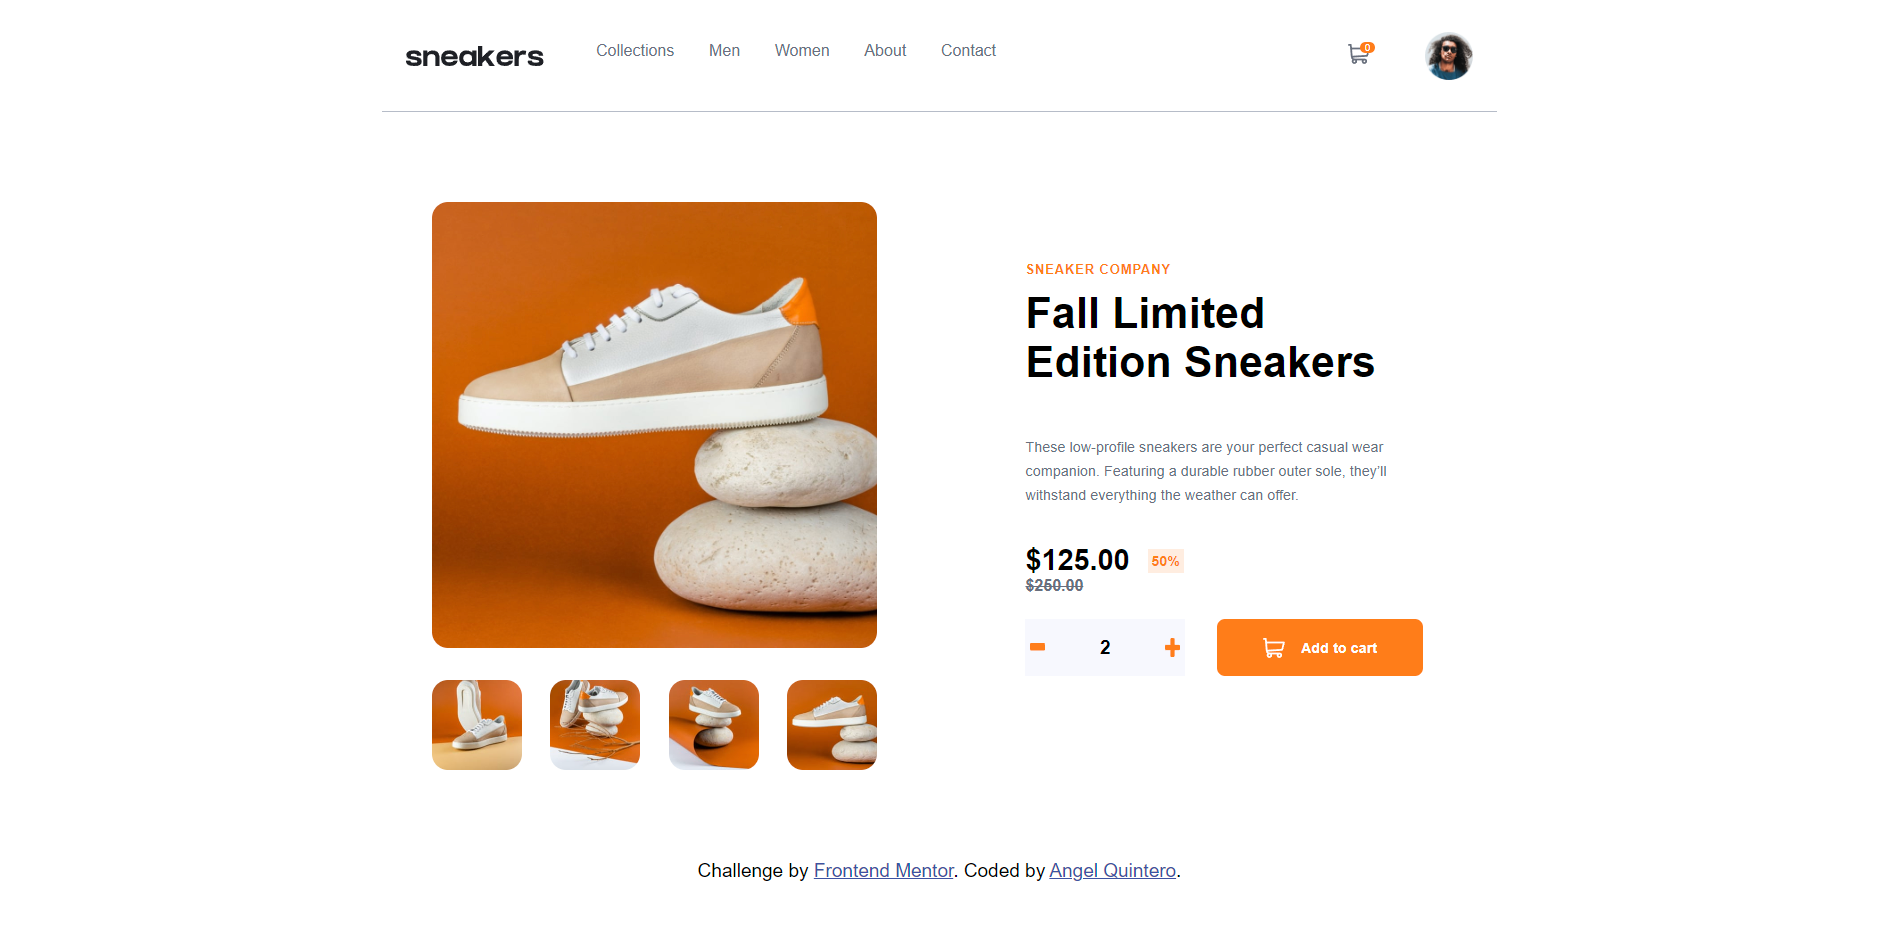 sneakers
Collections Men Women About Contact
0
SNEAKER COMPANY
Fall Limited
Edition Sneakers
These low-profile sneakers are your perfect casual wear
companion. Featuring a durable rubber outer sole, they’ll
withstand everything the weather can offer.
$125.00 50%
$250.00
2
Add to cart
Challenge by Frontend Mentor. Coded by Angel Quintero.